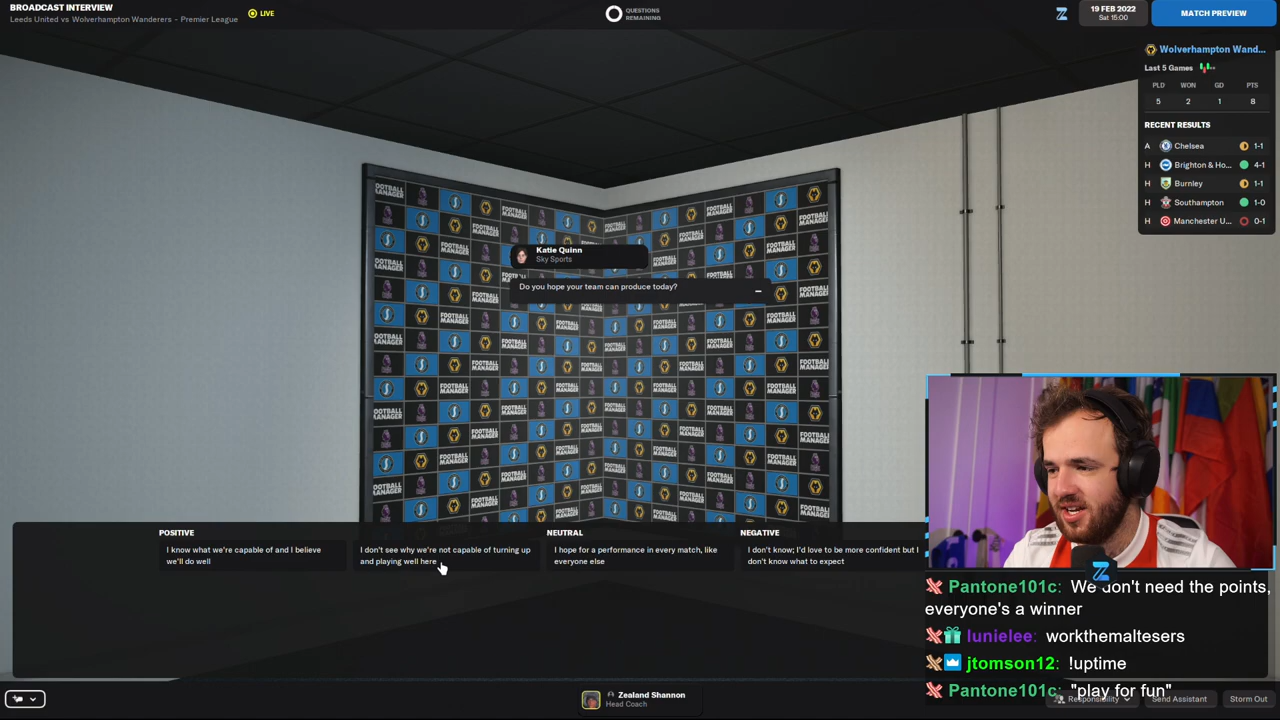 BROADCAST INTERVIEW
Leeds United vs Wolverhampton Wanderers - Premier League
LIVE
QUESTIONS
REMAINING
19 FEB 2022
Sat 15:00
MATCH PREVIEW
Wolverhampton Wand...
Last 5 Games
PLD WON GD PTS
5 2 1 8
RECENT RESULTS
A Chelsea 1-1
H Brighton & Ho... 4-1
H Burnley 1-1
H Southampton 1-0
H Manchester U... 0-1
FOOTBALL MANAGER
Katie Quinn
Sky Sports
Do you hope your team can produce today?
POSITIVE
I know what we're capable of and I believe
we'll do well
I don't see why we're not capable of turning up
and playing well here
NEUTRAL
I hope for a performance in every match, like
everyone else
NEGATIVE
I don't know; I'd love to be more confident but I
don't know what to expect
Pantone101c: We don't need the points,
everyone's a winner
lunielee: workthemaltesers
jtomson12: !uptime
Pantone101c: "play for fun"
Zealand Shannon
Head Coach
Responsibility
Send Assistant
Storm Out